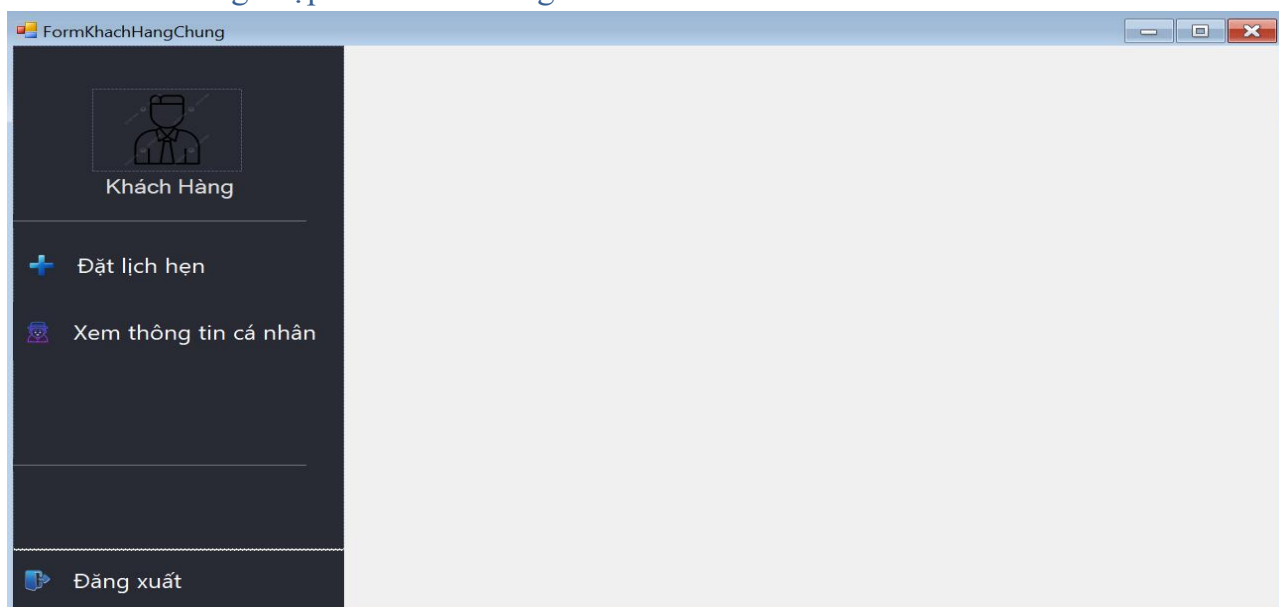 FormKhachHangChung
Khách Hàng
Đặt lịch hẹn
Xem thông tin cá nhân
Đăng xuất